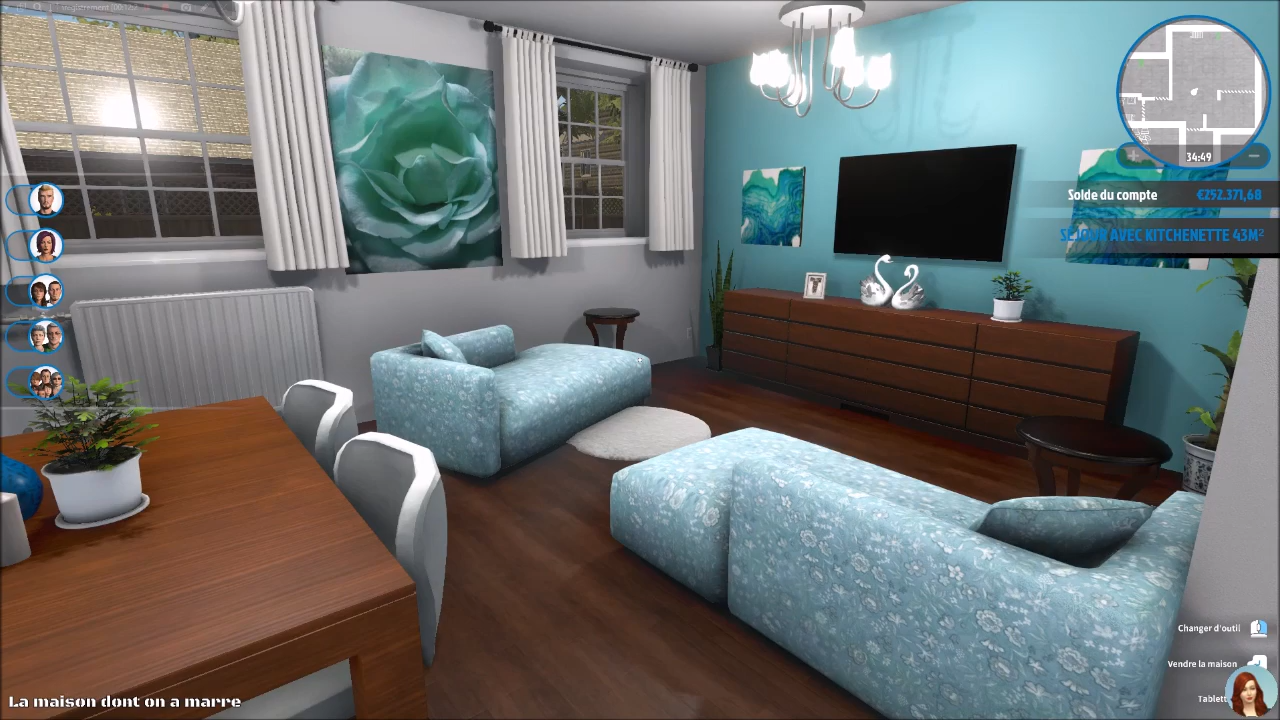 34:49
Solde du compte €252.371,68
SÉJOUR AVEC KITCHENETTE 43M²
Changer d'outil
Vendre la maison
Tablett
La maison dont on a marre